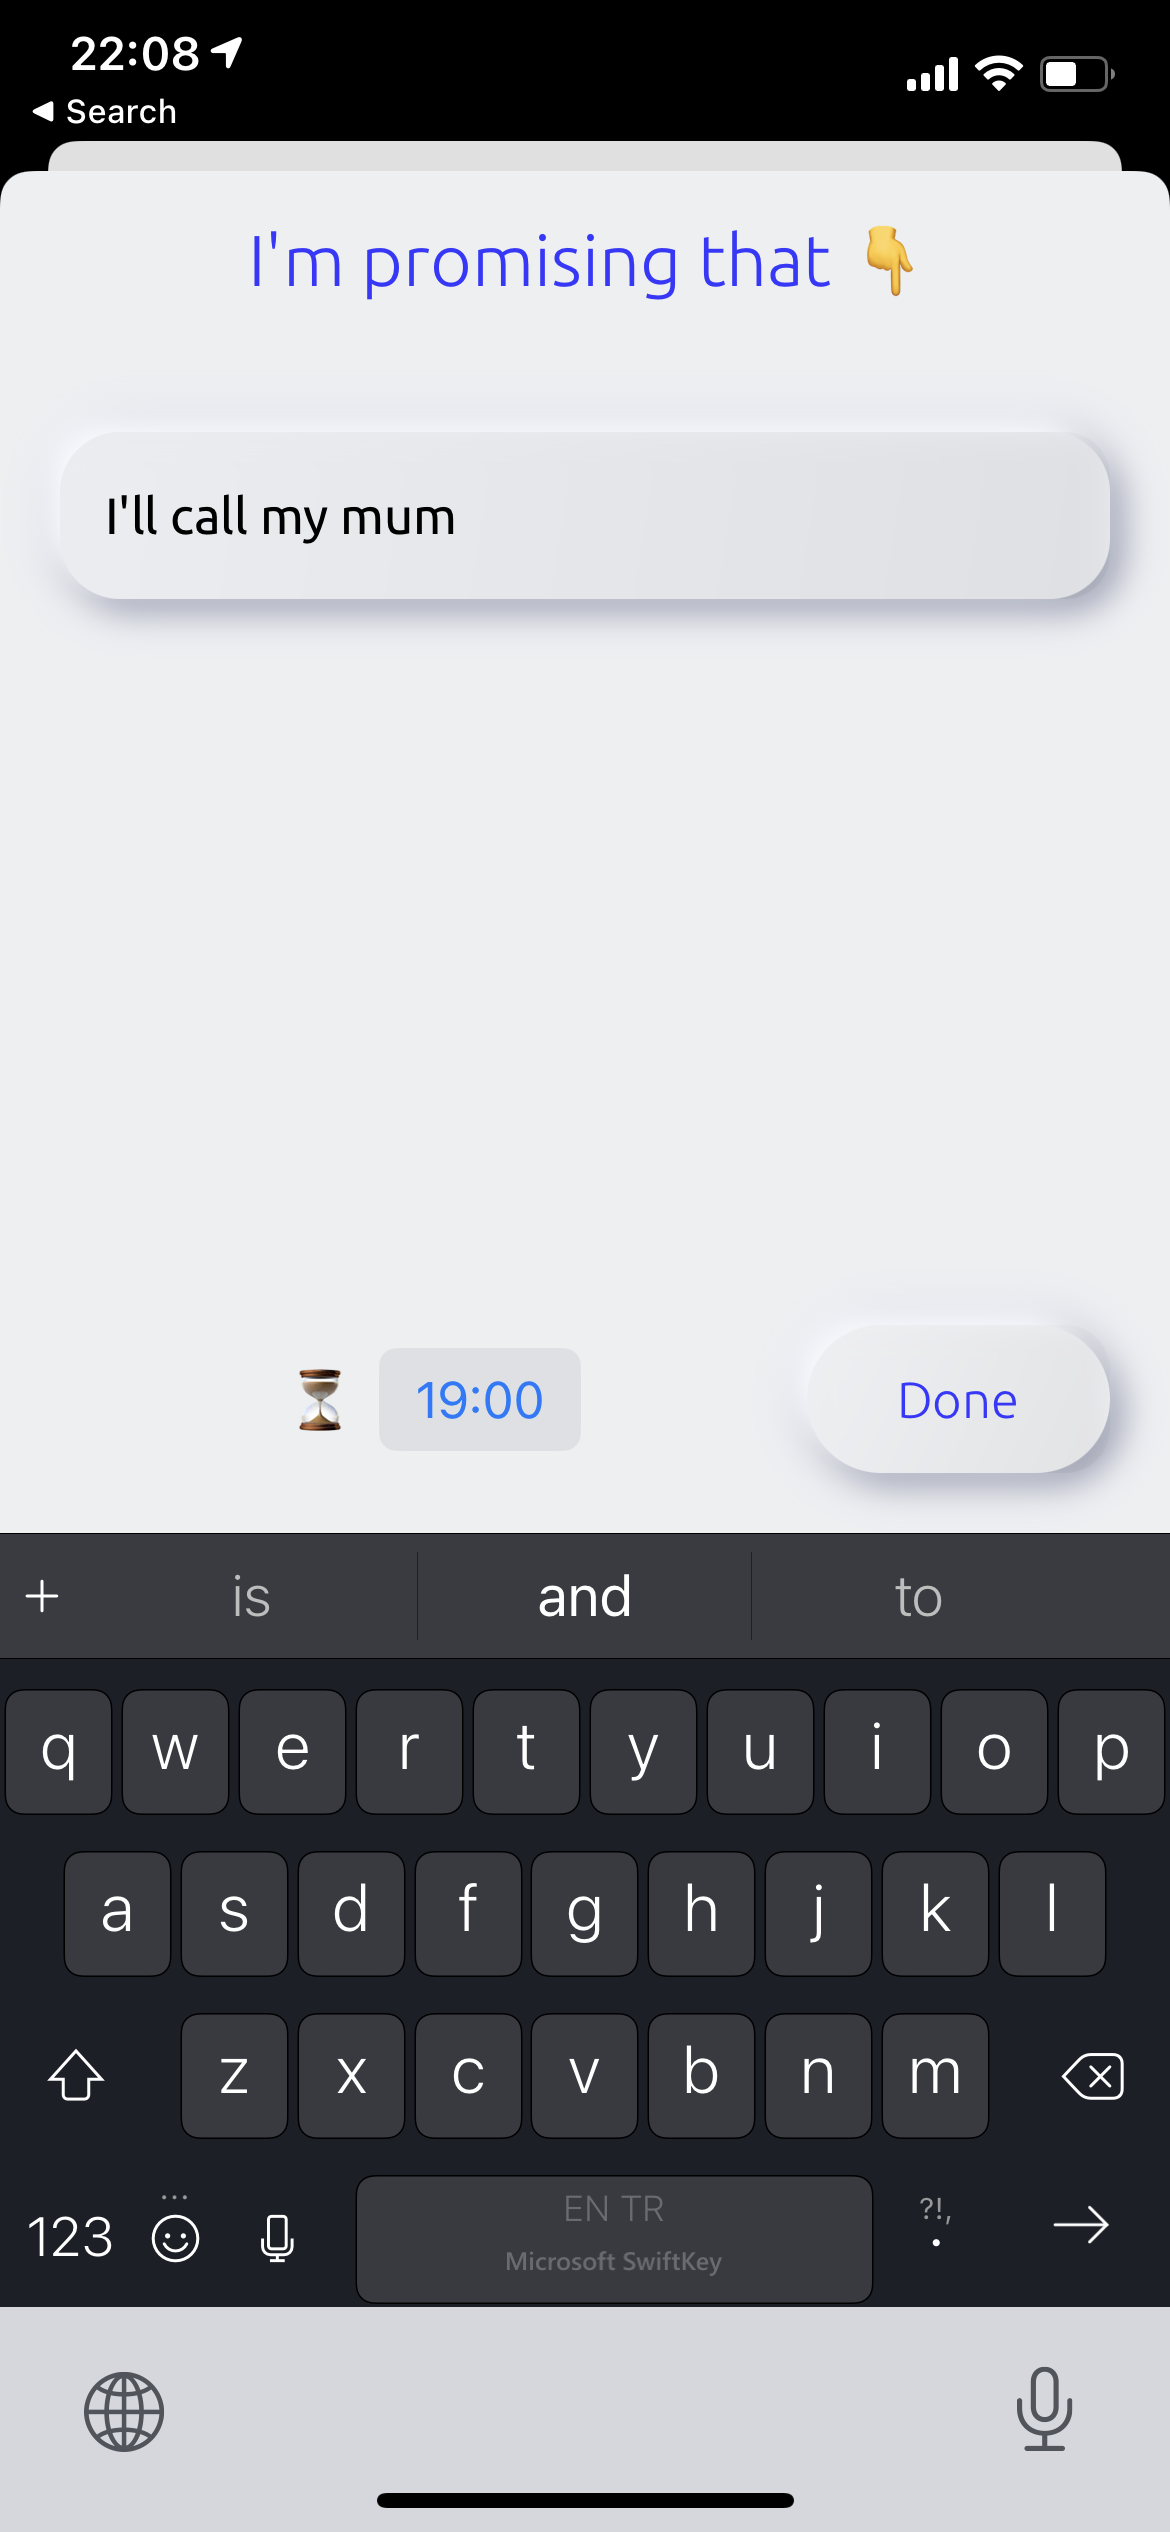 22:08
Search
I'm promising that 👇
I'll call my mum
19:00
Done
is and to
q w e r t y u i o p
a s d f g h j k l
z x c v b n m
123 EN TR ?!,
Microsoft SwiftKey .